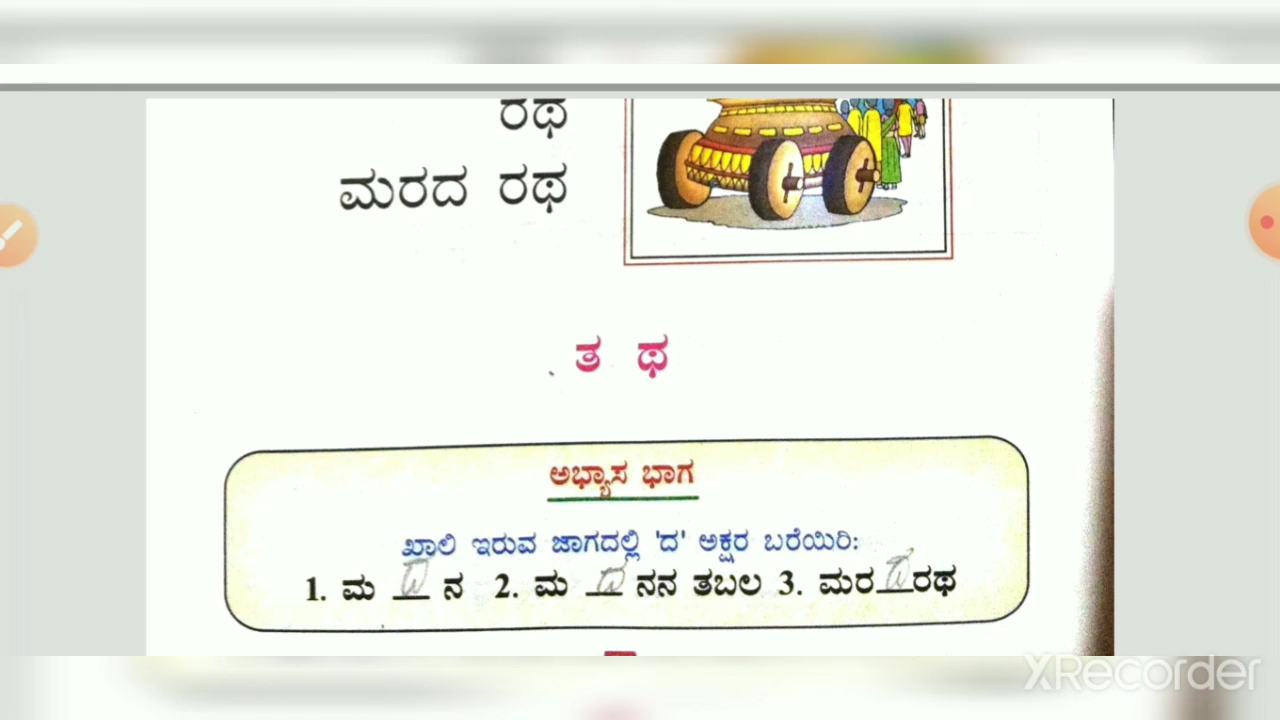 ರಥ
ಮರದ ರಥ
ತ ಥ
ಅಭ್ಯಾಸ ಭಾಗ
ಖಾಲಿ ಇರುವ ಜಾಗದಲ್ಲಿ 'ದ' ಅಕ್ಷರ ಬರೆಯಿರಿ:
1. ಮ ದ ನ 2. ಮ ದ ನನ ತಬಲ 3. ಮರ ದ ರಥ
XRecorder